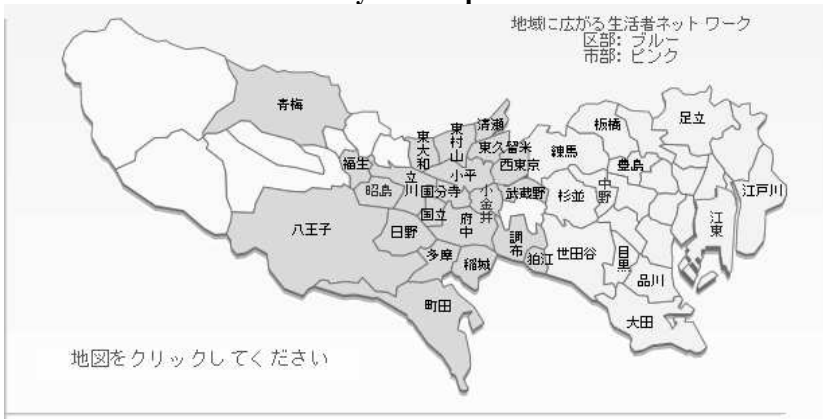 地域に広がる生活者ネットワーク
区部: ブルー
市部: ピンク
青梅
清瀬
東村山
東大和
東久留米
板橋
足立
福生
西東京
練馬
豊島
小平
立川
昭島
国分寺
小金井
武蔵野
杉並
中野
江戸川
国立
府中
江東
八王子
日野
調布
世田谷
目黒
多摩
稲城
狛江
品川
町田
大田
地図をクリックしてください